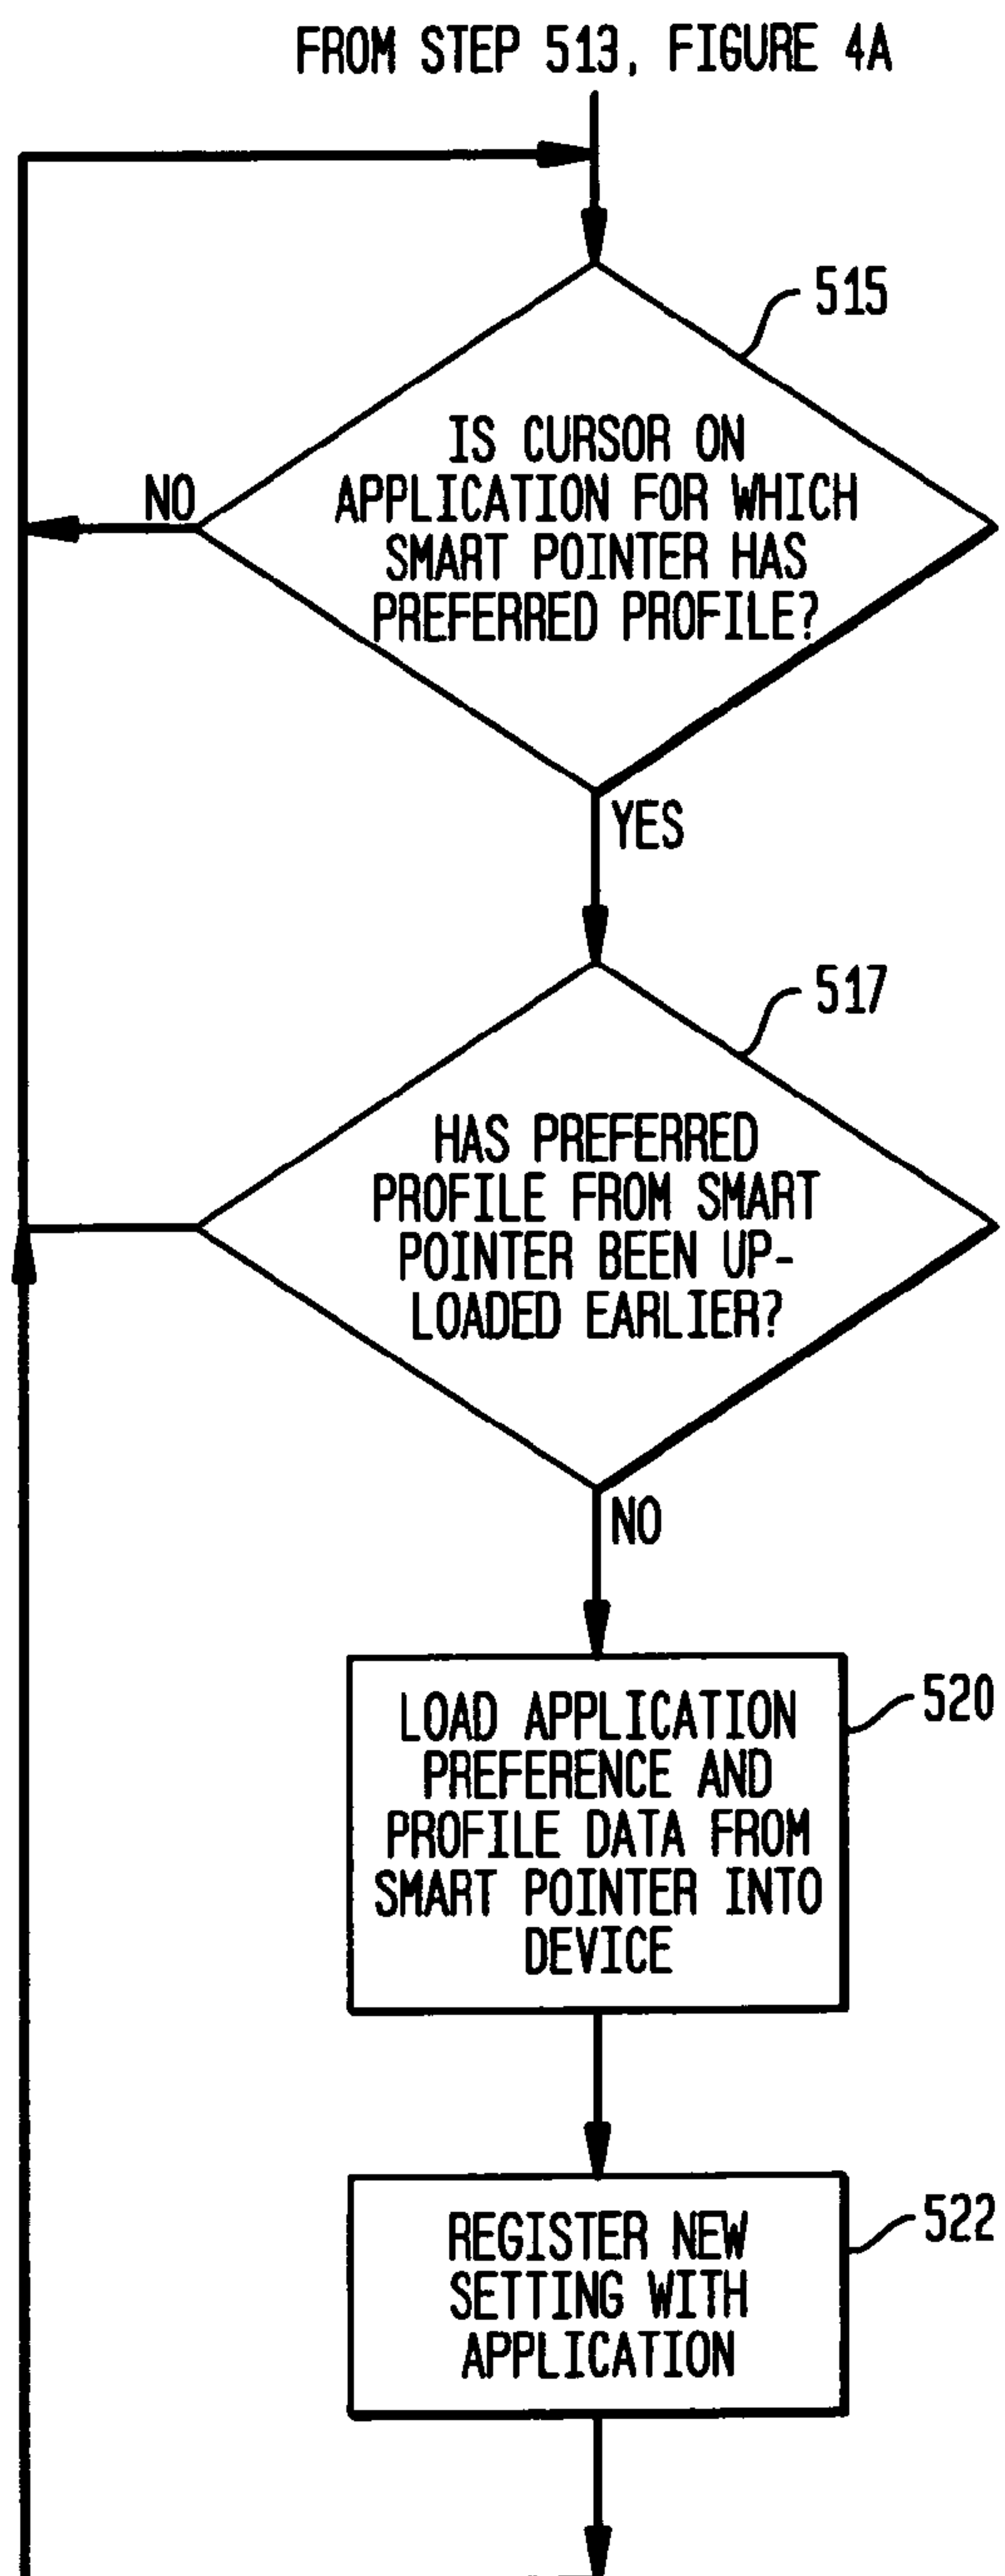 FROM STEP 513, FIGURE 4A
515
IS CURSOR ON
APPLICATION FOR WHICH
SMART POINTER HAS
PREFERRED PROFILE?
NO
YES
517
HAS PREFERRED
PROFILE FROM SMART
POINTER BEEN UP-
LOADED EARLIER?
NO
520
LOAD APPLICATION
PREFERENCE AND
PROFILE DATA FROM
SMART POINTER INTO
DEVICE
522
REGISTER NEW
SETTING WITH
APPLICATION